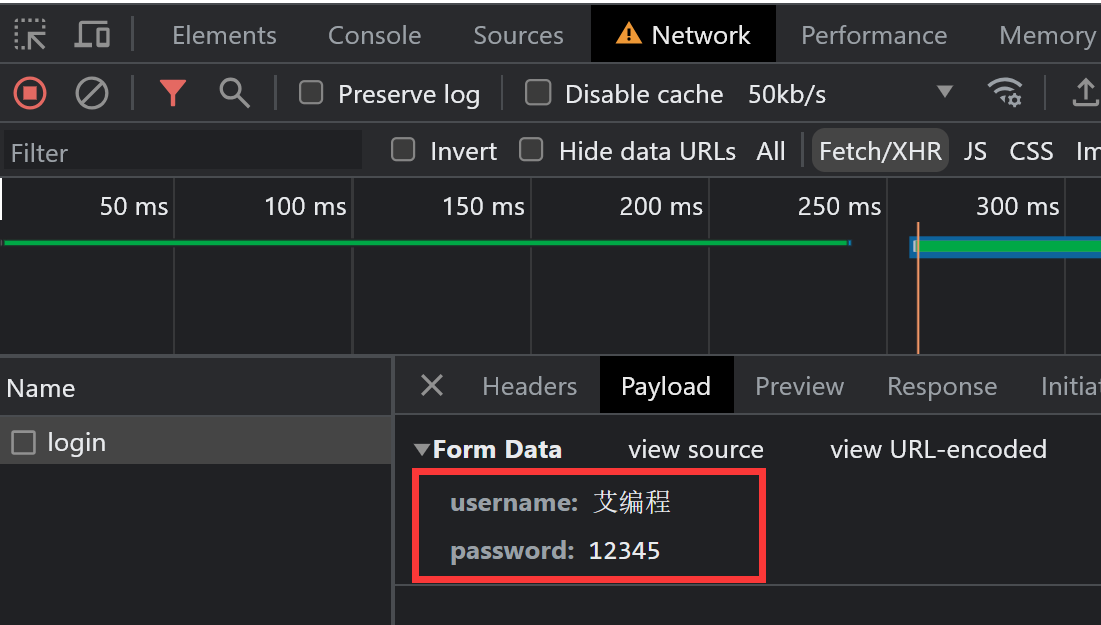 Elements Console Sources Network Performance Memory
Preserve log Disable cache 50kb/s
Filter Invert Hide data URLs All Fetch/XHR JS CSS Im
50 ms 100 ms 150 ms 200 ms 250 ms 300 ms
Name Headers Payload Preview Response Initiat
login Form Data view source view URL-encoded
username: 艾编程
password: 12345